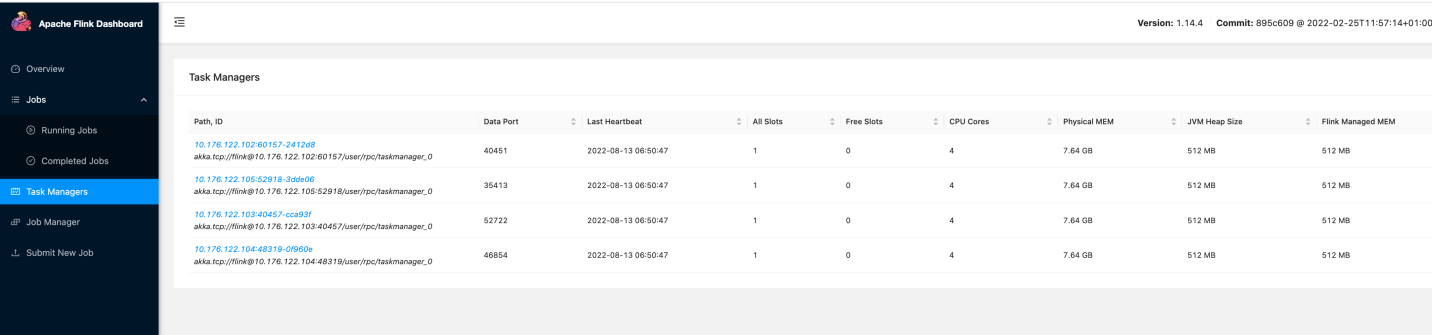 Apache Flink Dashboard
Version: 1.14.4 Commit: 895c609 @ 2022-02-25T11:57:14+01:00
Overview
Jobs
Running Jobs
Completed Jobs
Task Managers
Job Manager
Submit New Job
Task Managers
Path, ID Data Port Last Heartbeat All Slots Free Slots CPU Cores Physical MEM JVM Heap Size Flink Managed MEM
10.176.122.102:60157-2412d8
akka.tcp://flink@10.176.122.102:60157/user/rpc/taskmanager_0
40451 2022-08-13 06:50:47 1 0 4 7.64 GB 512 MB 512 MB
10.176.122.105:52918-3dde06
akka.tcp://flink@10.176.122.105:52918/user/rpc/taskmanager_0
35413 2022-08-13 06:50:47 1 0 4 7.64 GB 512 MB 512 MB
10.176.122.103:40457-cca93f
akka.tcp://flink@10.176.122.103:40457/user/rpc/taskmanager_0
52722 2022-08-13 06:50:47 1 0 4 7.64 GB 512 MB 512 MB
10.176.122.104:48319-0f960e
akka.tcp://flink@10.176.122.104:48319/user/rpc/taskmanager_0
46854 2022-08-13 06:50:47 1 0 4 7.64 GB 512 MB 512 MB